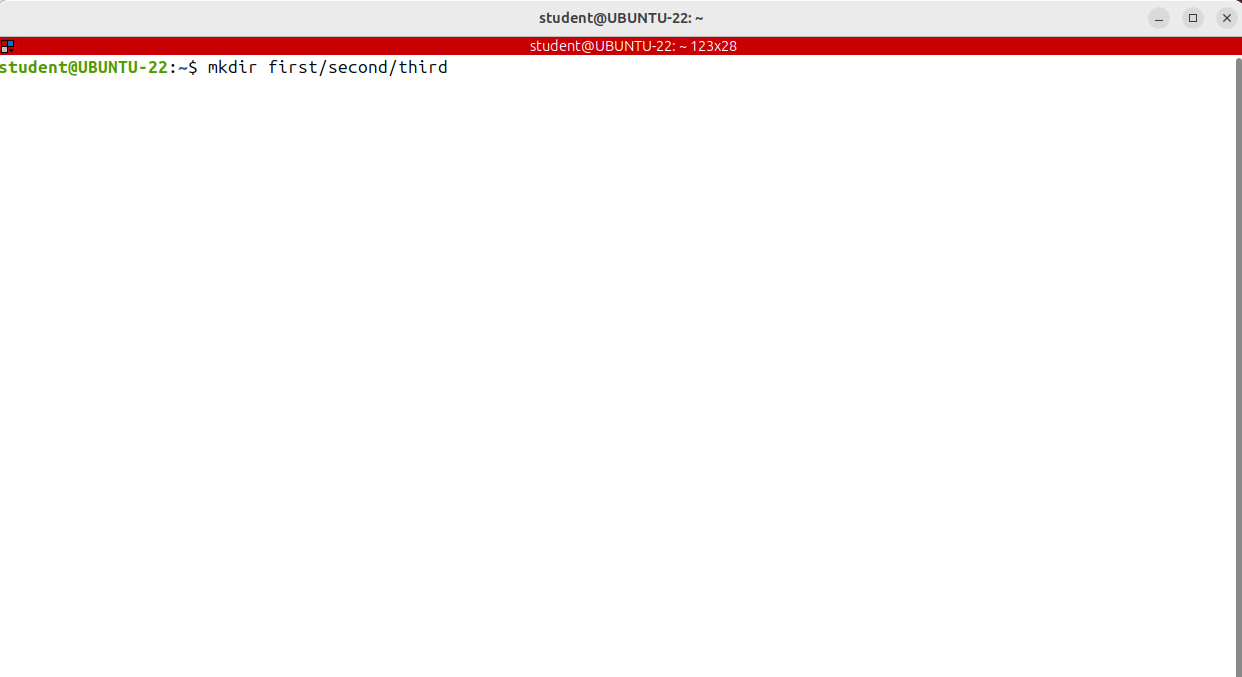 student@UBUNTU-22: ~
student@UBUNTU-22: ~ 123x28
student@UBUNTU-22:~$ mkdir first/second/third